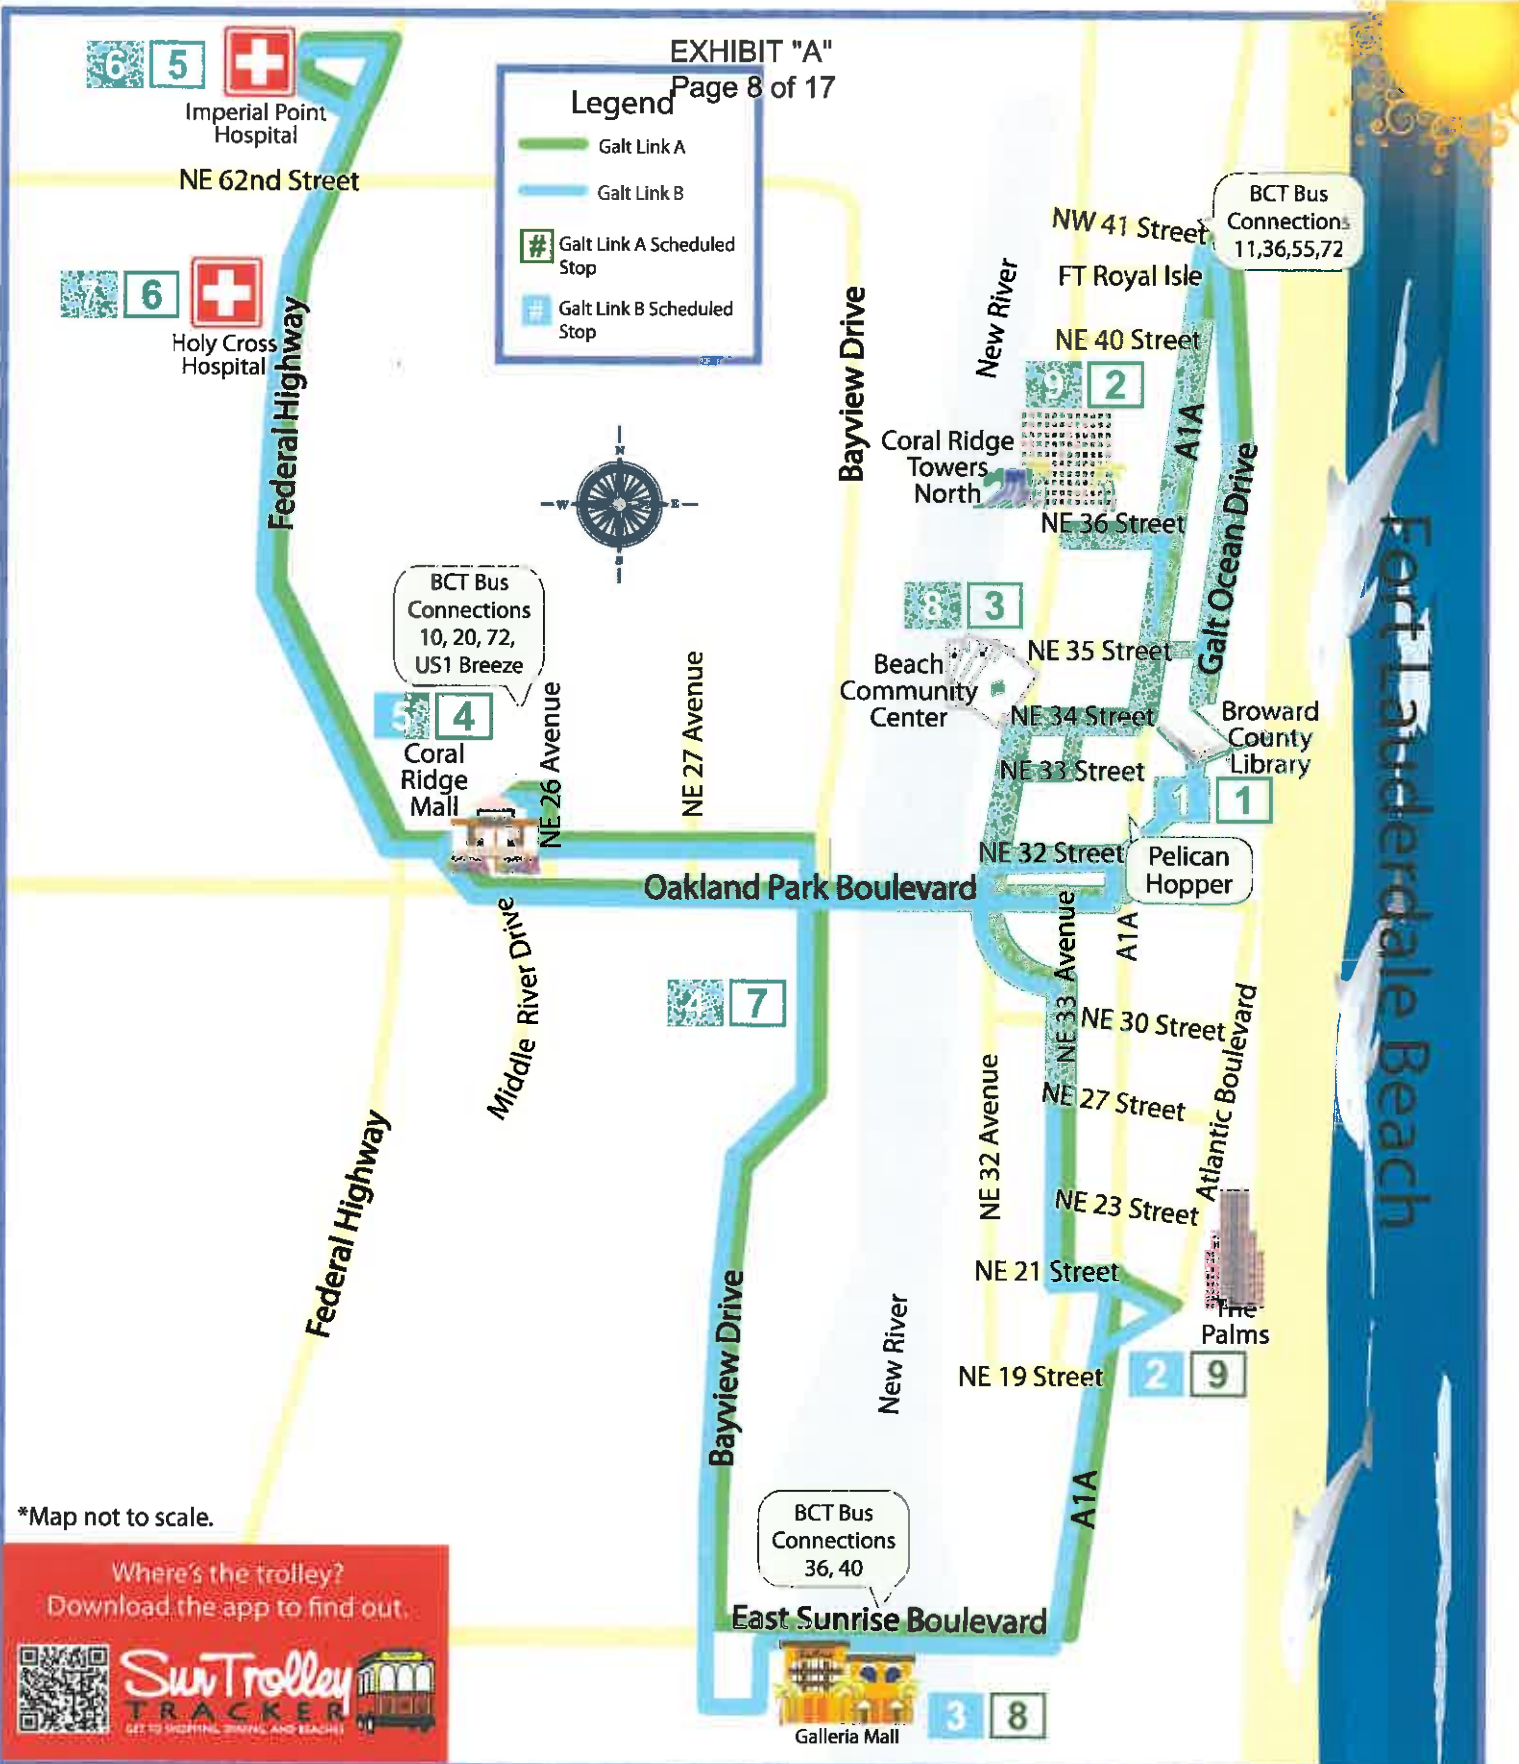 EXHIBIT "A"
Page 8 of 17
Legend
Galt Link A
Galt Link B
# Galt Link A Scheduled
Stop
# Galt Link B Scheduled
Stop
6 5
Imperial Point
Hospital
NE 62nd Street
7 6
Holy Cross
Hospital
Federal Highway
Bayview Drive
New River
NW 41 Street
BCT Bus
Connections
11,36,55,72
FT Royal Isle
NE 40 Street
9 2
A1A
Coral Ridge
Towers
North
Galt Ocean Drive
NE 36 Street
N
W
E
S
BCT Bus
Connections
10, 20, 72,
US1 Breeze
8 3
NE 35 Street
Beach
Community
Center
NE 34 Street
Broward
County
Library
NE 33 Street
1 1
5 4
Coral
Ridge
Mall
NE 26 Avenue
NE 27 Avenue
NE 32 Street
Pelican
Hopper
Oakland Park Boulevard
Middle River Drive
NE 33 Avenue
A1A
4 7
NE 30 Street
NE 27 Street
Atlantic Boulevard
NE 32 Avenue
NE 23 Street
Federal Highway
NE 21 Street
The
Palms
Bayview Drive
New River
NE 19 Street
2 9
A1A
Fort Lauderdale Beach
BCT Bus
Connections
36, 40
East Sunrise Boulevard
3 8
Galleria Mall
*Map not to scale.
Where's the trolley?
Download the app to find out.
Sun Trolley
TRACKER
GET TO SHOPPING, DINING, AND BEACHES